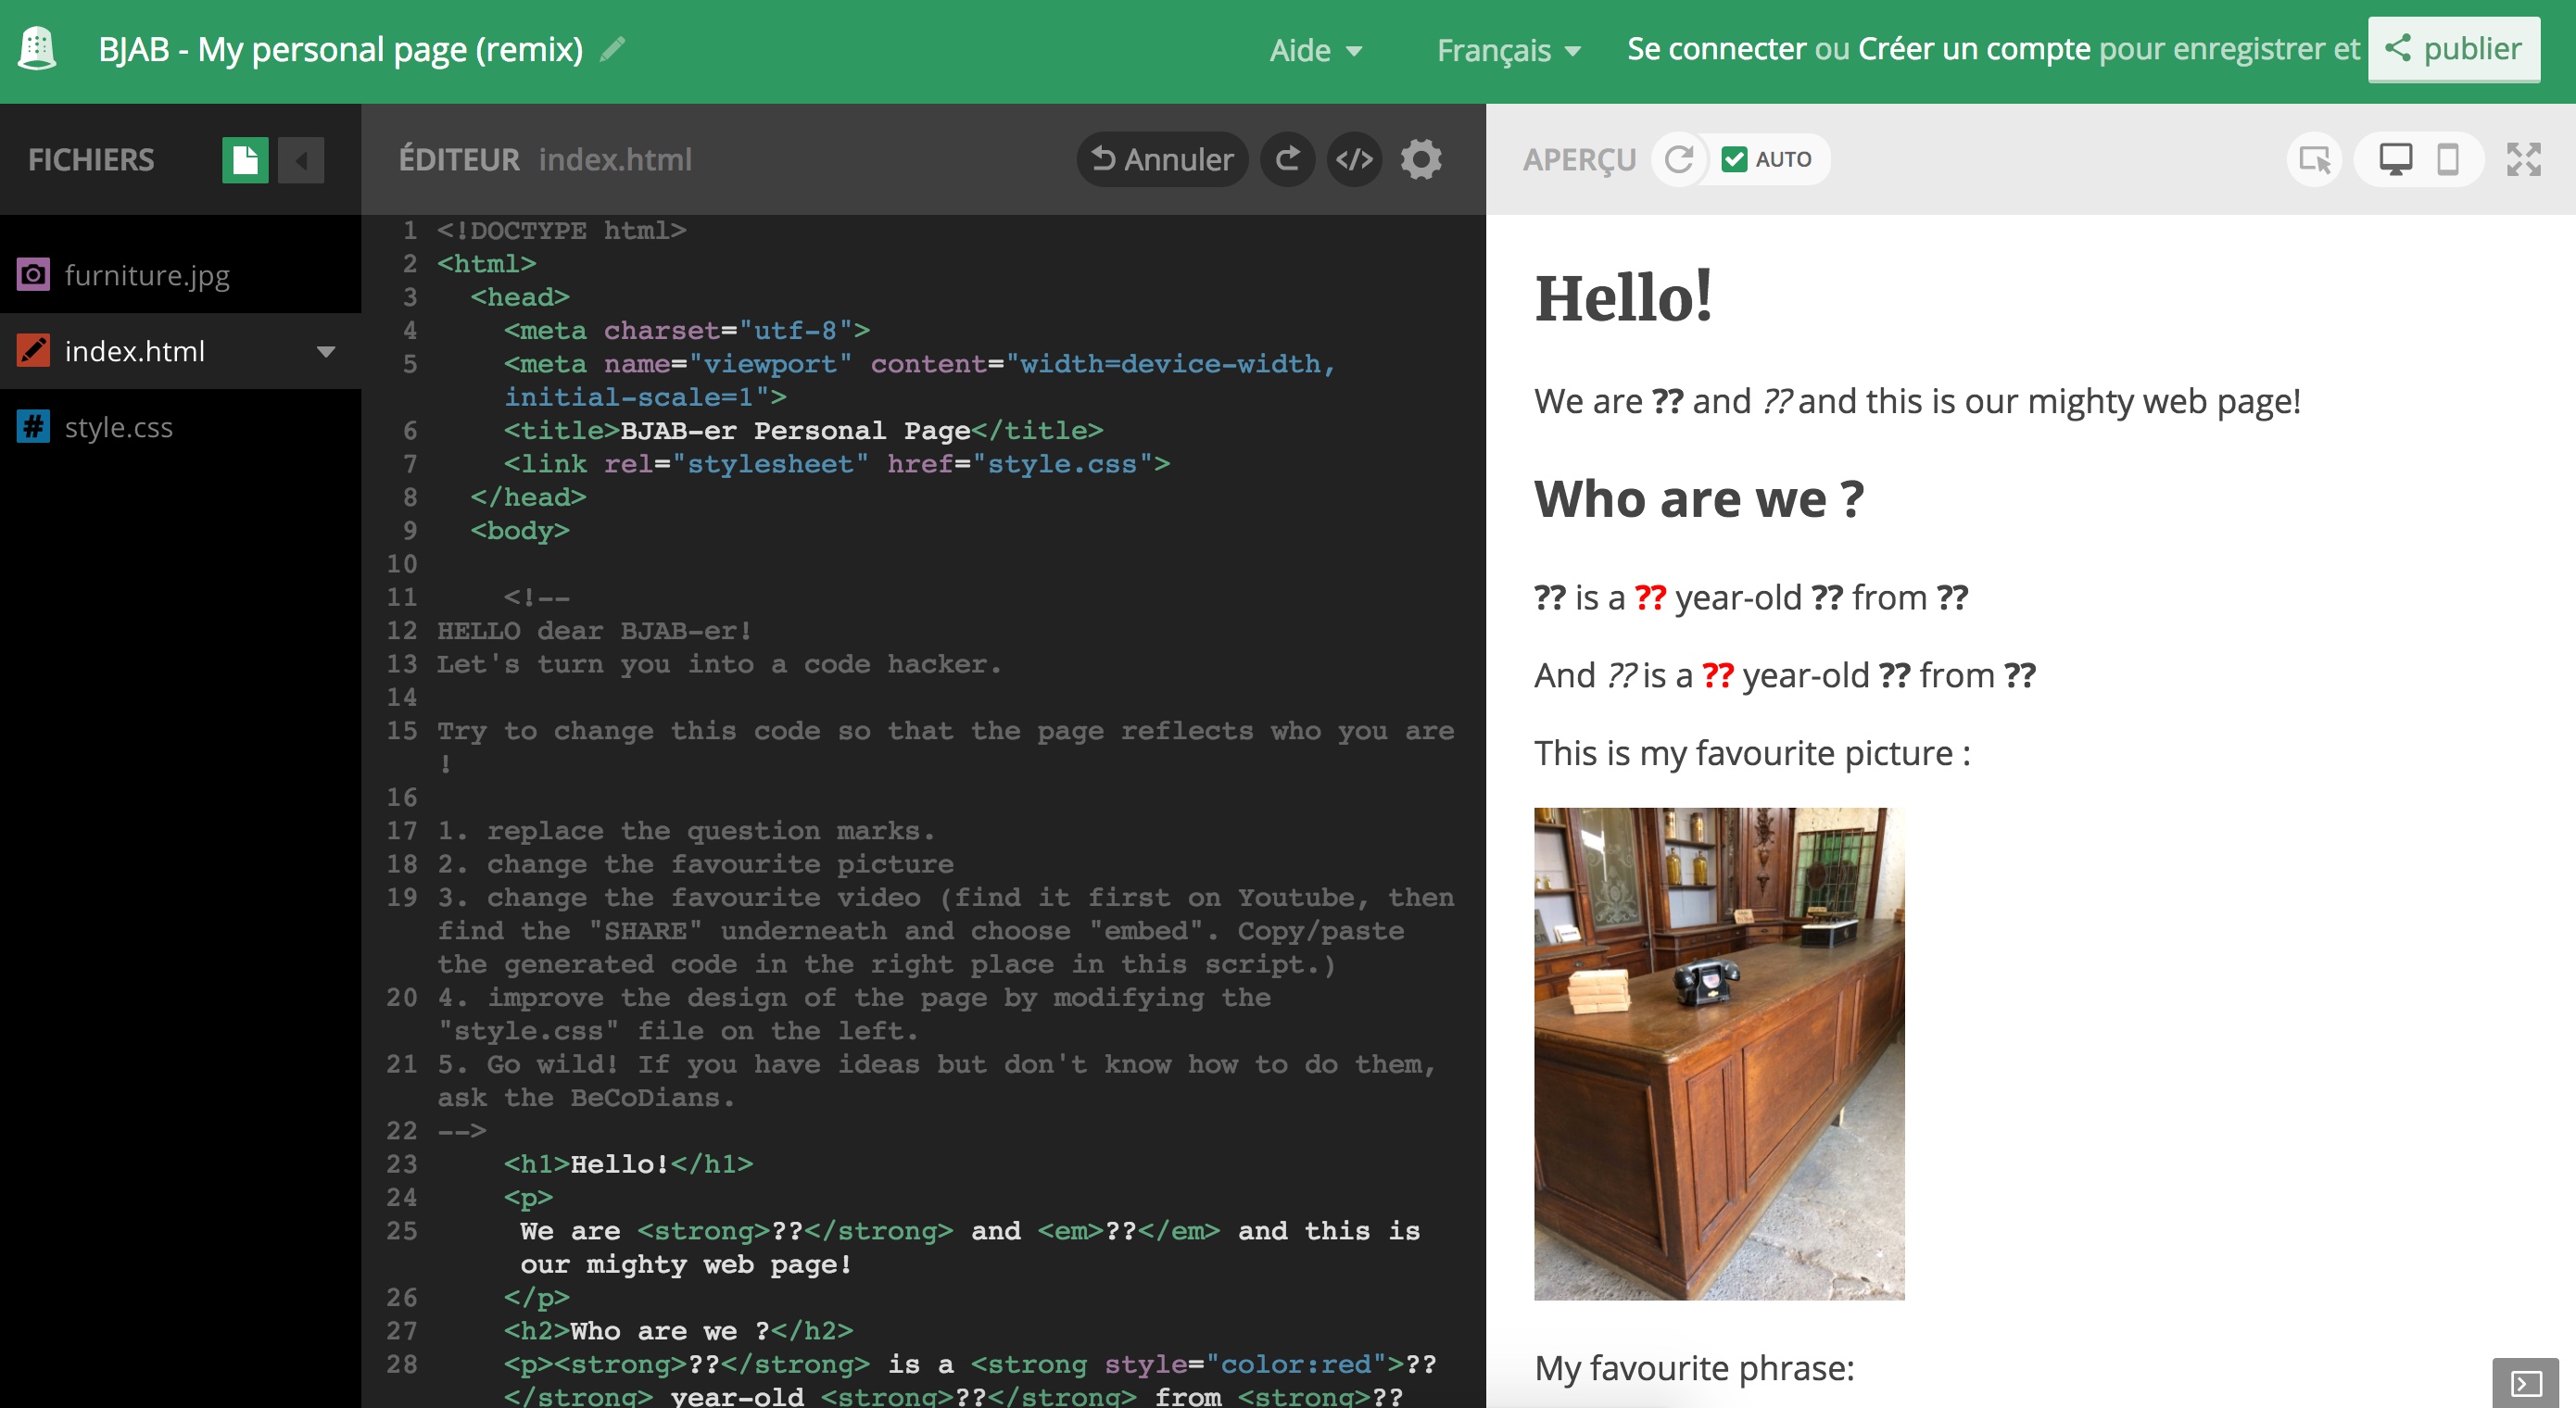 BJAB - My personal page (remix)
Aide
Français
Se connecter ou Créer un compte pour enregistrer et
publier
FICHIERS
ÉDITEUR index.html
Annuler
</>
APERÇU
AUTO
furniture.jpg
index.html
# style.css
1 <!DOCTYPE html>
2 <html>
3 <head>
4 <meta charset="utf-8">
5 <meta name="viewport" content="width=device-width,
initial-scale=1">
6 <title>BJAB-er Personal Page</title>
7 <link rel="stylesheet" href="style.css">
8 </head>
9 <body>
10
11 <!--
12 HELLO dear BJAB-er!
13 Let's turn you into a code hacker.
14
15 Try to change this code so that the page reflects who you are
!
16
17 1. replace the question marks.
18 2. change the favourite picture
19 3. change the favourite video (find it first on Youtube, then
find the "SHARE" underneath and choose "embed". Copy/paste
the generated code in the right place in this script.)
20 4. improve the design of the page by modifying the
"style.css" file on the left.
21 5. Go wild! If you have ideas but don't know how to do them,
ask the BeCoDians.
22 -->
23 <h1>Hello!</h1>
24 <p>
25 We are <strong>??</strong> and <em>??</em> and this is
our mighty web page!
26 </p>
27 <h2>Who are we ?</h2>
28 <p><strong>??</strong> is a <strong style="color:red">??
</strong> year-old <strong>??</strong> from <strong>??
Hello!
We are ?? and ?? and this is our mighty web page!
Who are we ?
?? is a ?? year-old ?? from ??
And ?? is a ?? year-old ?? from ??
This is my favourite picture :
My favourite phrase: